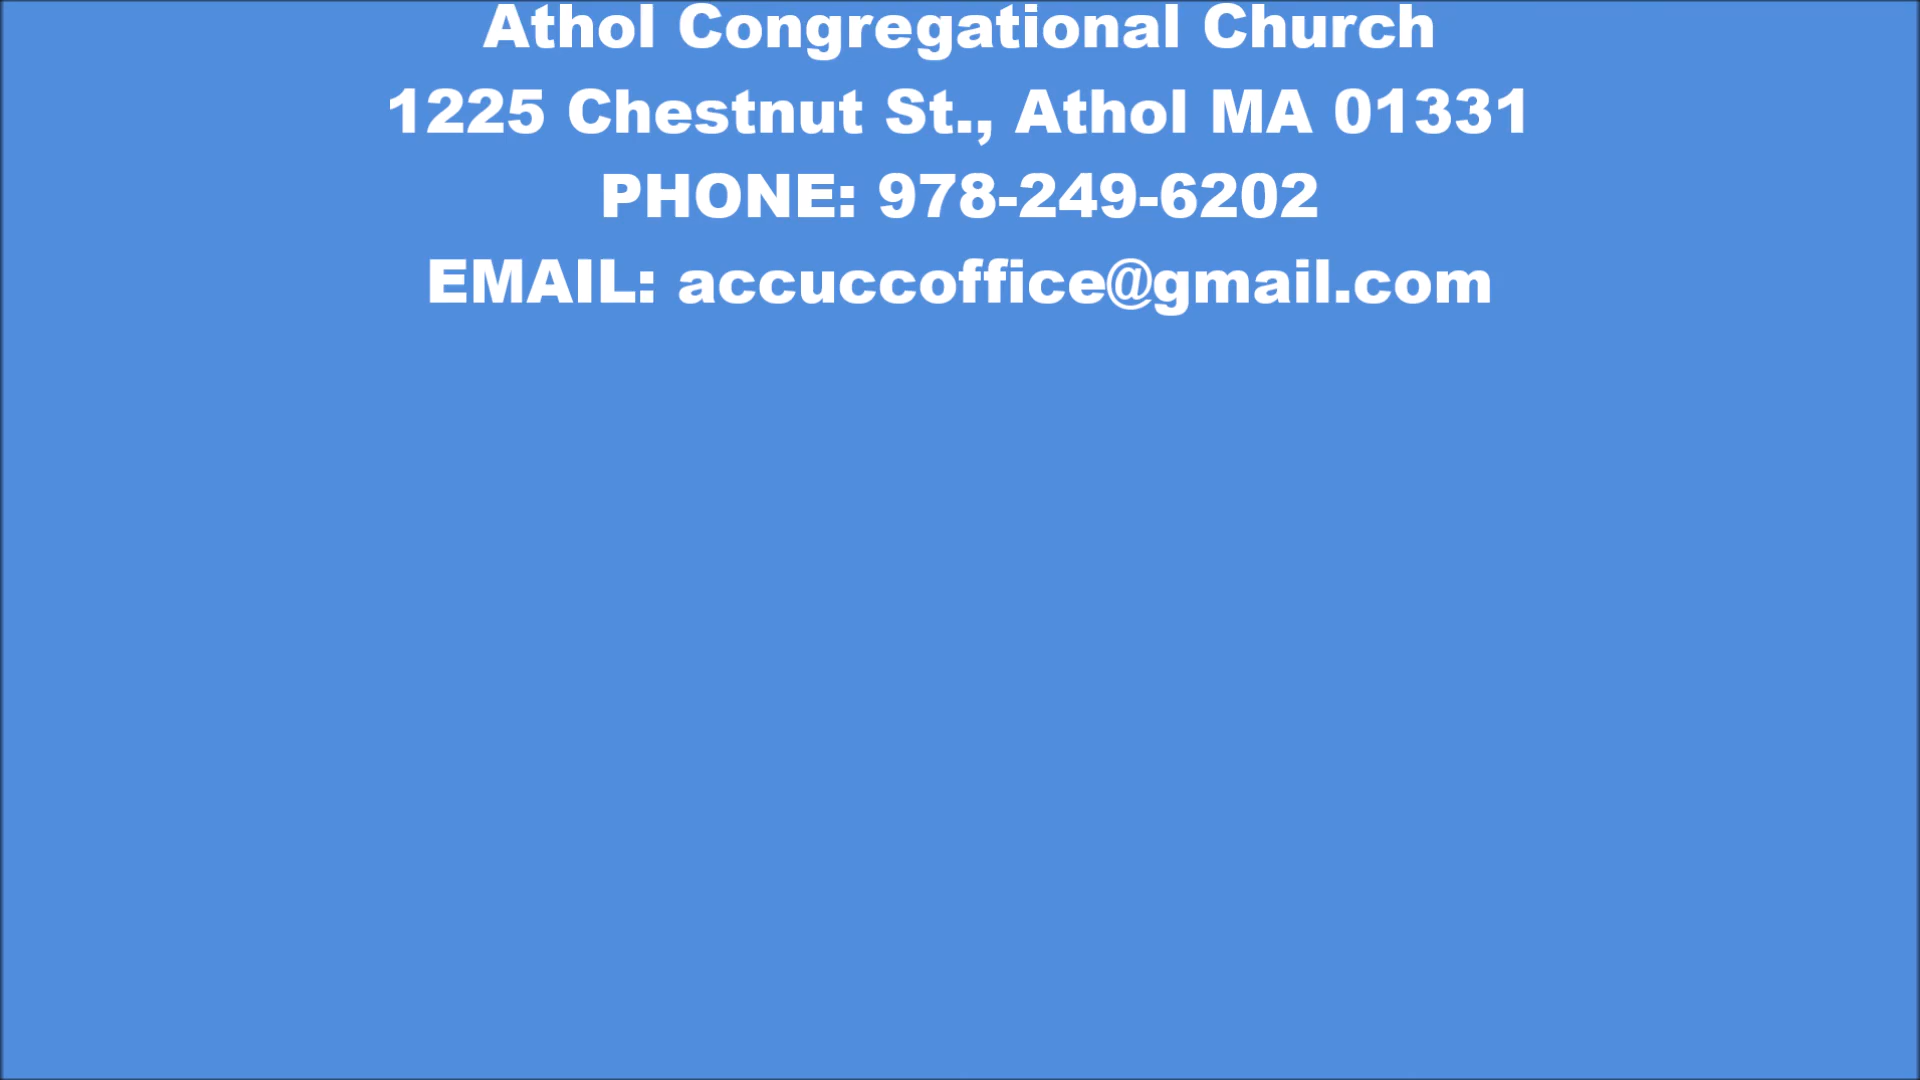 Athol Congregational Church
1225 Chestnut St., Athol MA 01331
PHONE: 978-249-6202
EMAIL: accuccoffice@gmail.com